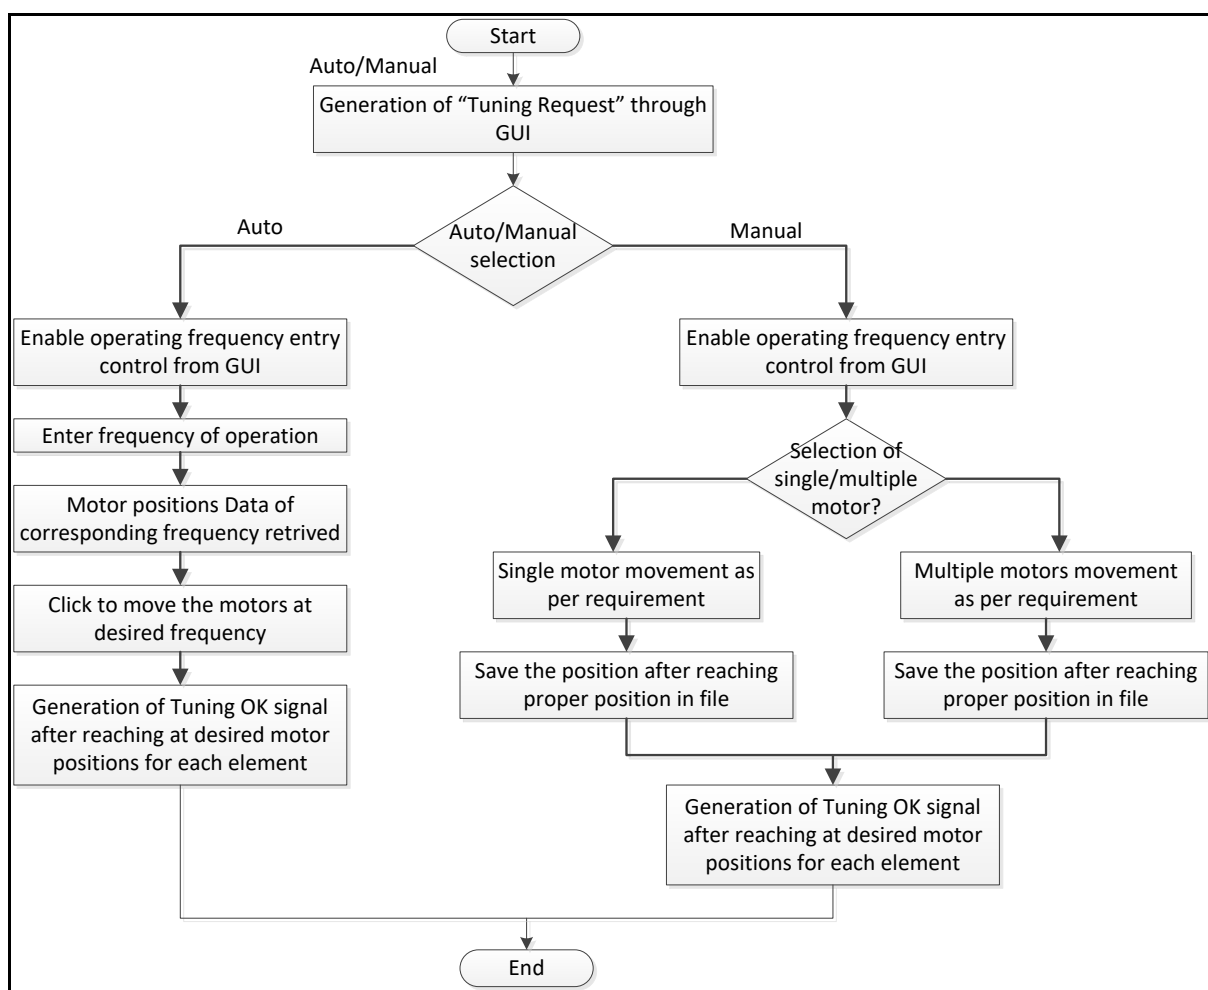 Start
Auto/Manual
Generation of “Tuning Request” through
GUI
Auto/Manual
selection
Auto
Manual
Enable operating frequency entry
control from GUI
Enter frequency of operation
Motor positions Data of
corresponding frequency retrived
Click to move the motors at
desired frequency
Generation of Tuning OK signal
after reaching at desired motor
positions for each element
Enable operating frequency entry
control from GUI
Selection of
single/multiple
motor?
Single motor movement as
per requirement
Save the position after reaching
proper position in file
Multiple motors movement
as per requirement
Save the position after reaching
proper position in file
Generation of Tuning OK signal
after reaching at desired motor
positions for each element
End